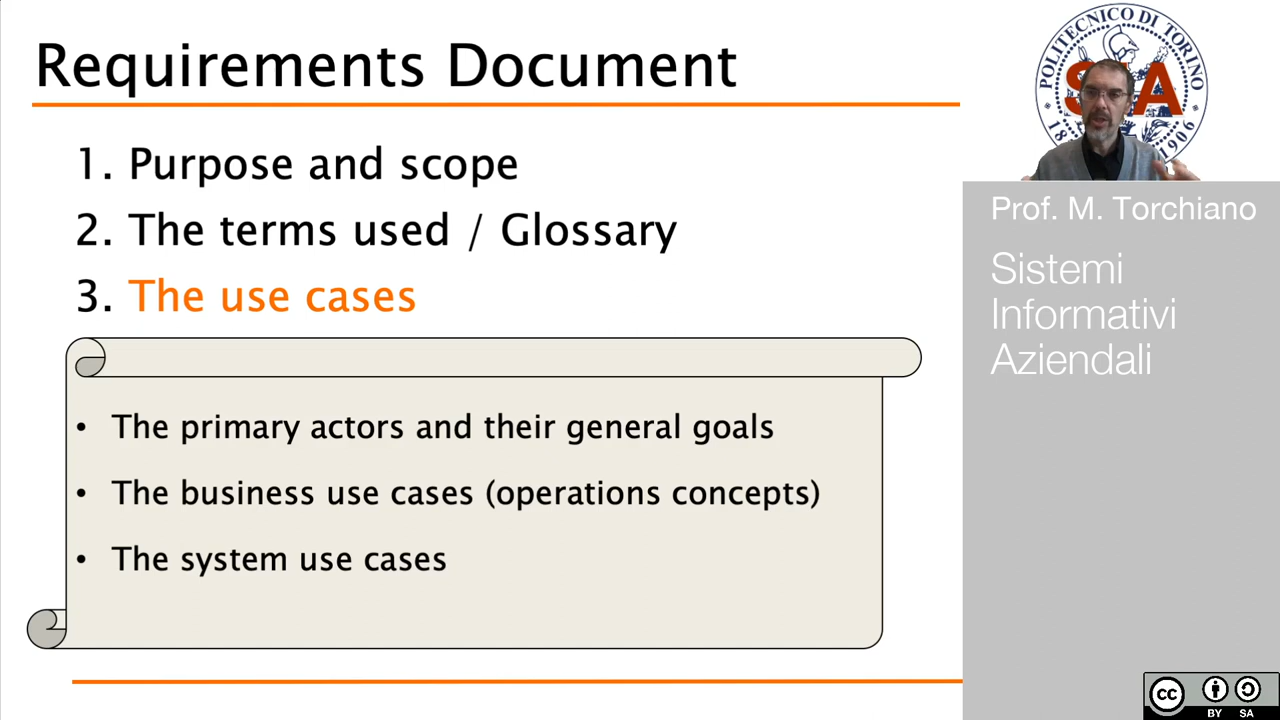 Requirements Document
1. Purpose and scope
2. The terms used / Glossary
3. The use cases
• The primary actors and their general goals
• The business use cases (operations concepts)
• The system use cases
POLITECNICO DI TORINO
Prof. M. Torchiano
Sistemi
Informativi
Aziendali
CC BY SA